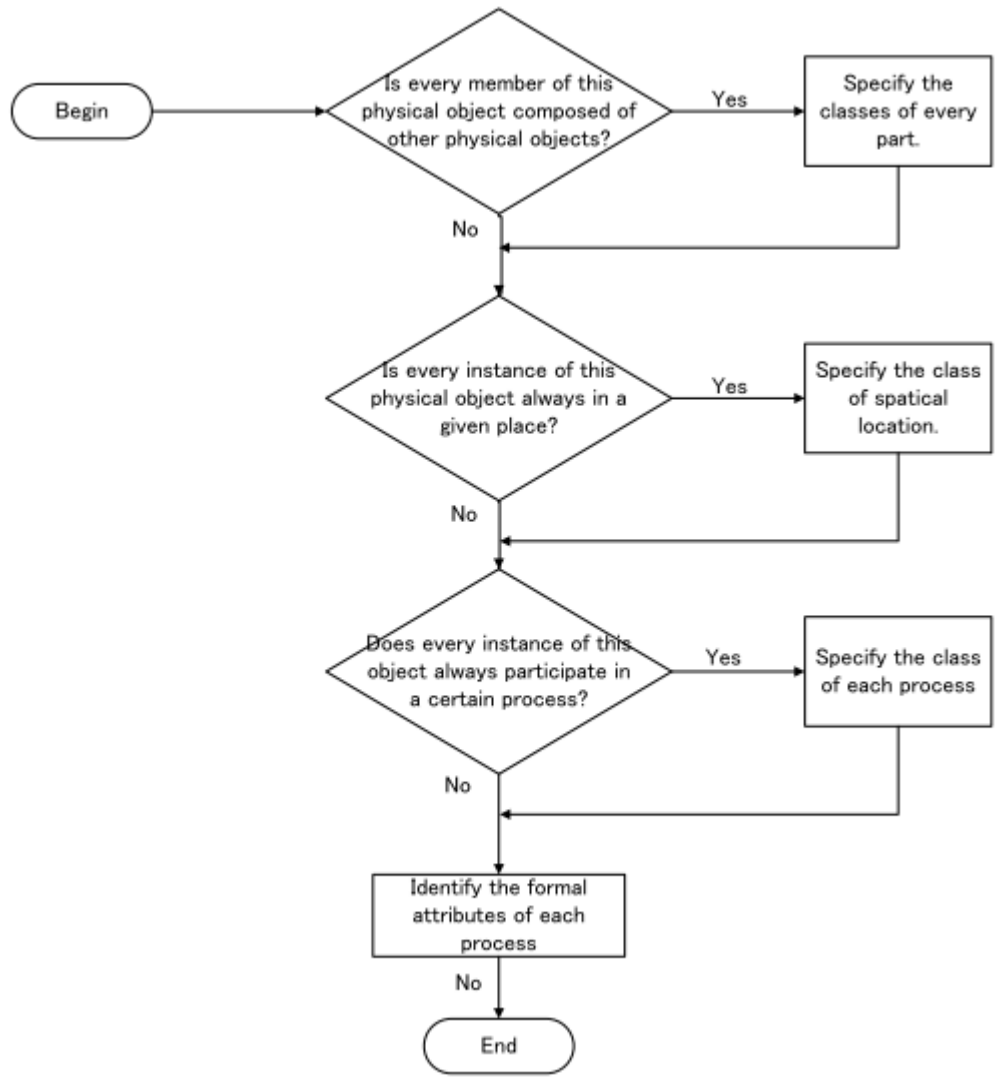 Begin
Is every member of this
physical object composed of
other physical objects?
Yes
Specify the
classes of every
part.
No
Is every instance of this
physical object always in a
given place?
Yes
Specify the class
of spatical
location.
No
Does every instance of this
object always participate in
a certain process?
Yes
Specify the class
of each process
No
Identify the formal
attributes of each
process
No
End